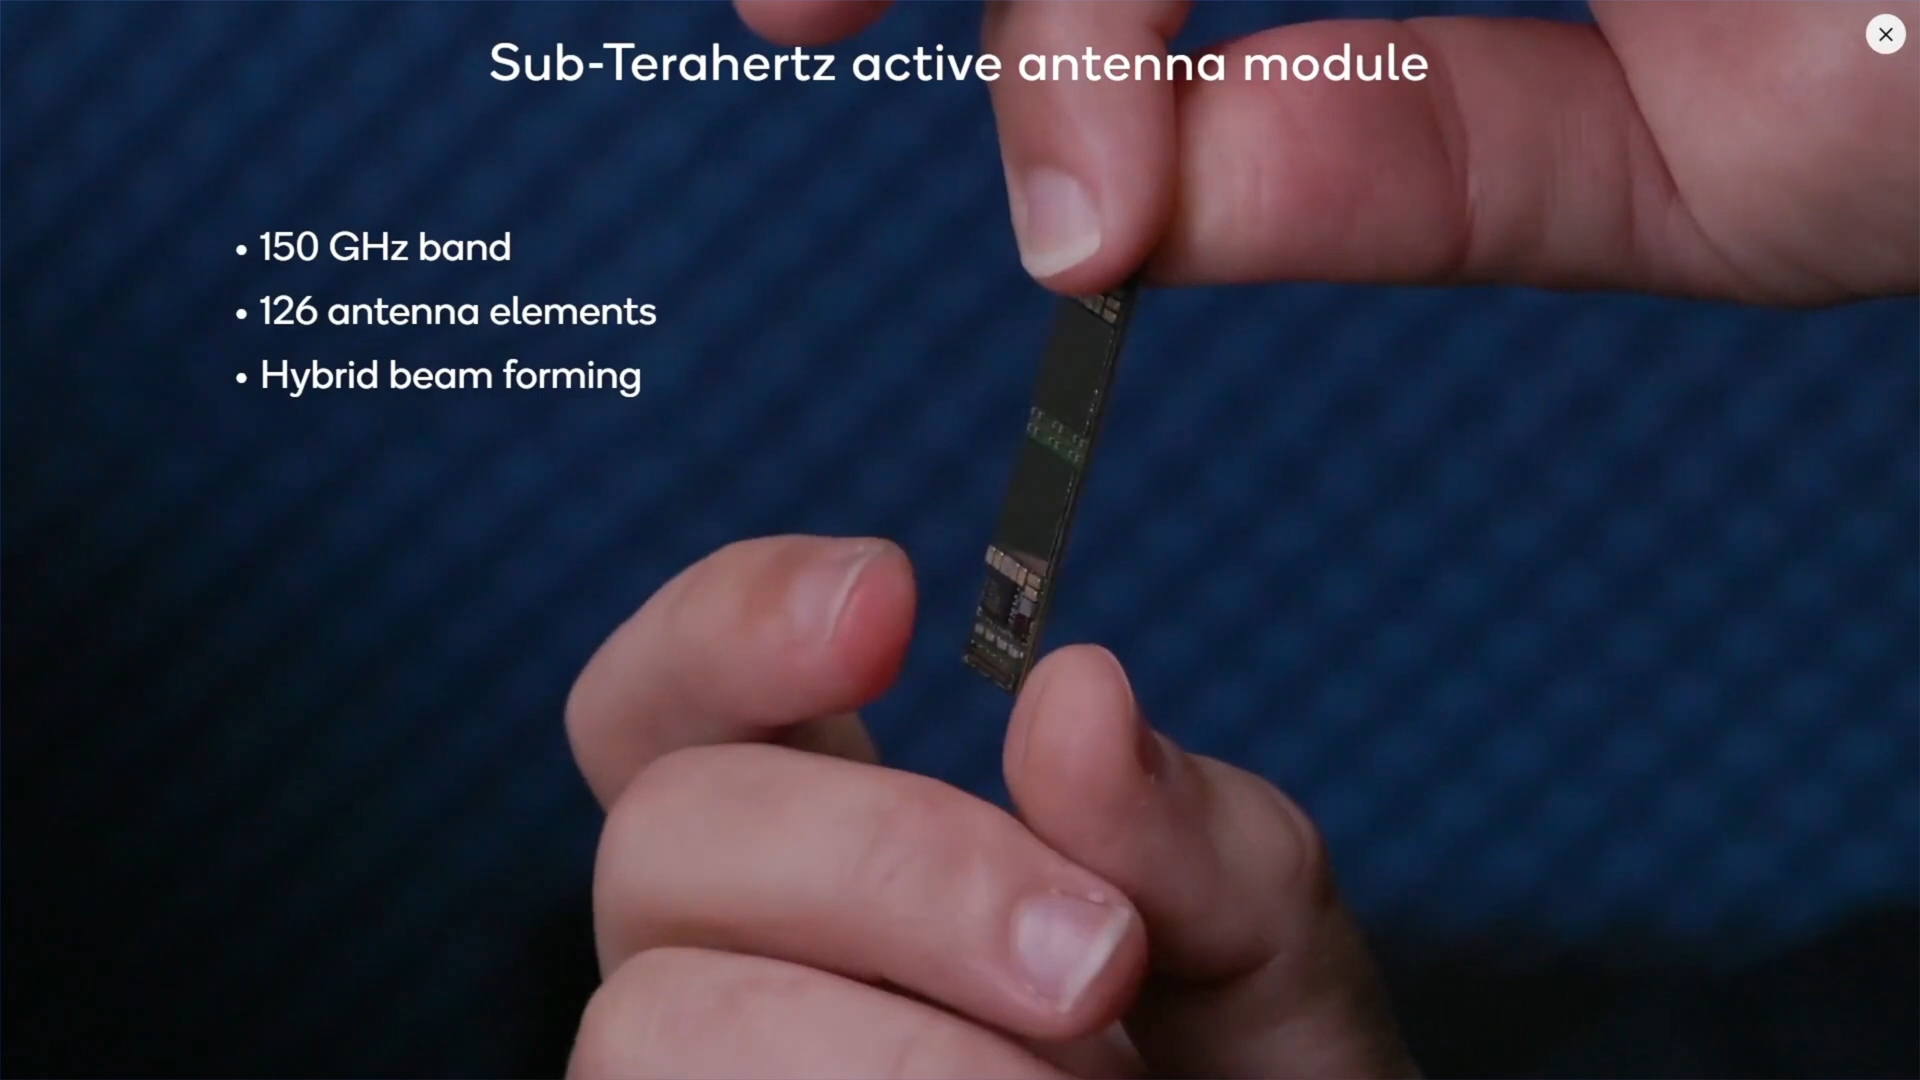 Sub-Terahertz active antenna module
• 150 GHz band
• 126 antenna elements
• Hybrid beam forming